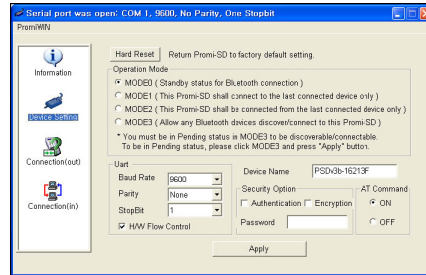 Serial port was open: COM 1, 9600, No Parity, One Stopbit
PromiWIN
Information
Device Setting
Connection(out)
Connection(in)
Hard Reset Return Promi-SD to factory default setting.
Operation Mode
MODE0 ( Standby status for Bluetooth connection )
MODE1 ( This Promi-SD shall connect to the last connected device only )
MODE2 ( This Promi-SD shall be connected from the last connected device only )
MODE3 ( Allow any Bluetooth devices discover/connect to this Promi-SD )
* You must be in Pending status in MODE3 to be discoverable/connectable.
To be in Pending status, please click MODE3 and press "Apply" button.
Uart
Baud Rate 9600
Parity None
StopBit 1
H/W Flow Control
Device Name PSDv3b-16213F
Security Option
Authentication Encryption
Password
AT Command
ON
OFF
Apply